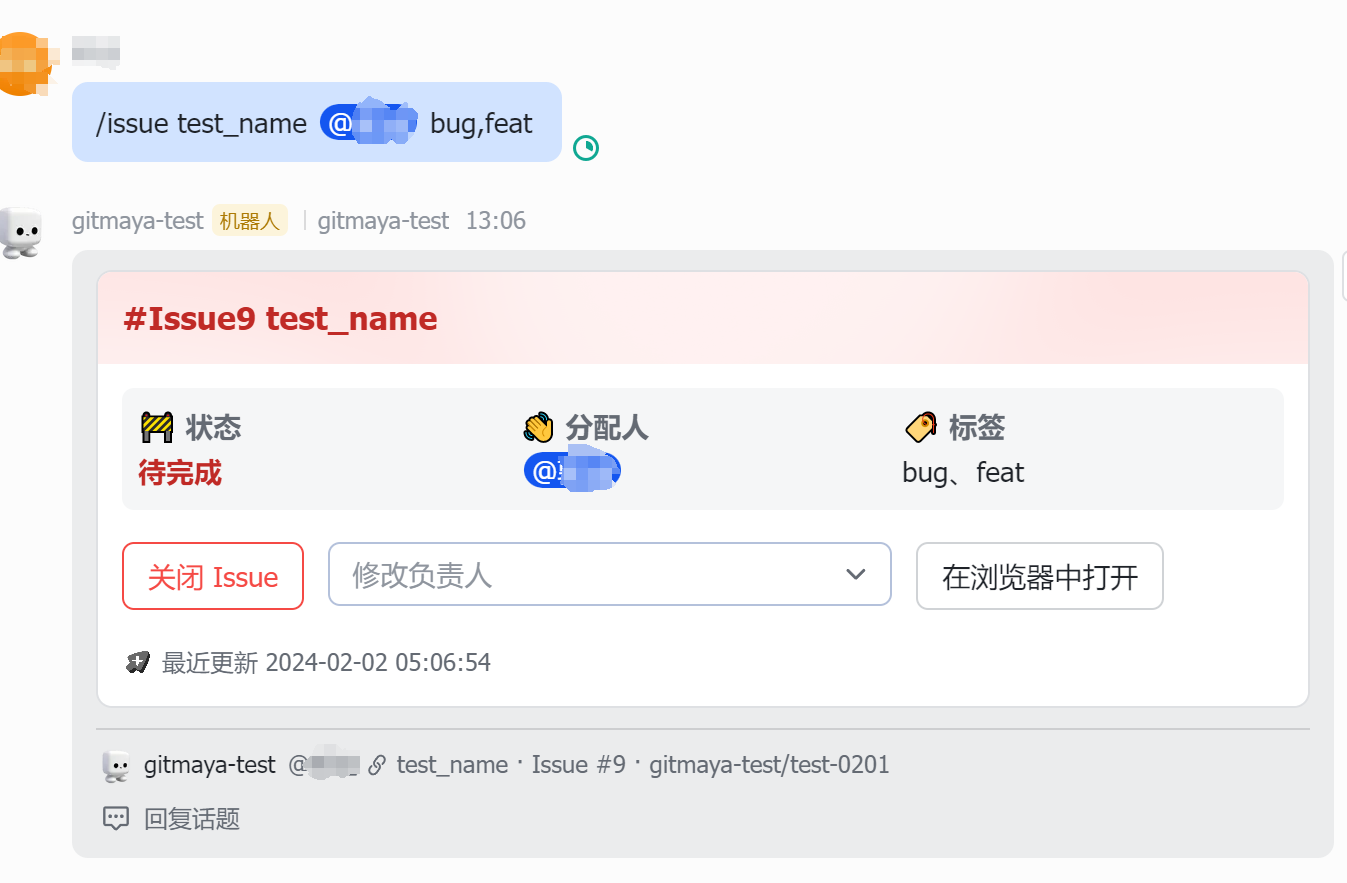 /issue test_name @ bug,feat
gitmaya-test 机器人 | gitmaya-test 13:06
#Issue9 test_name
状态 分配人 标签
待完成 @ bug、feat
关闭 Issue 修改负责人 在浏览器中打开
最近更新 2024-02-02 05:06:54
gitmaya-test @ test_name · Issue #9 · gitmaya-test/test-0201
回复话题